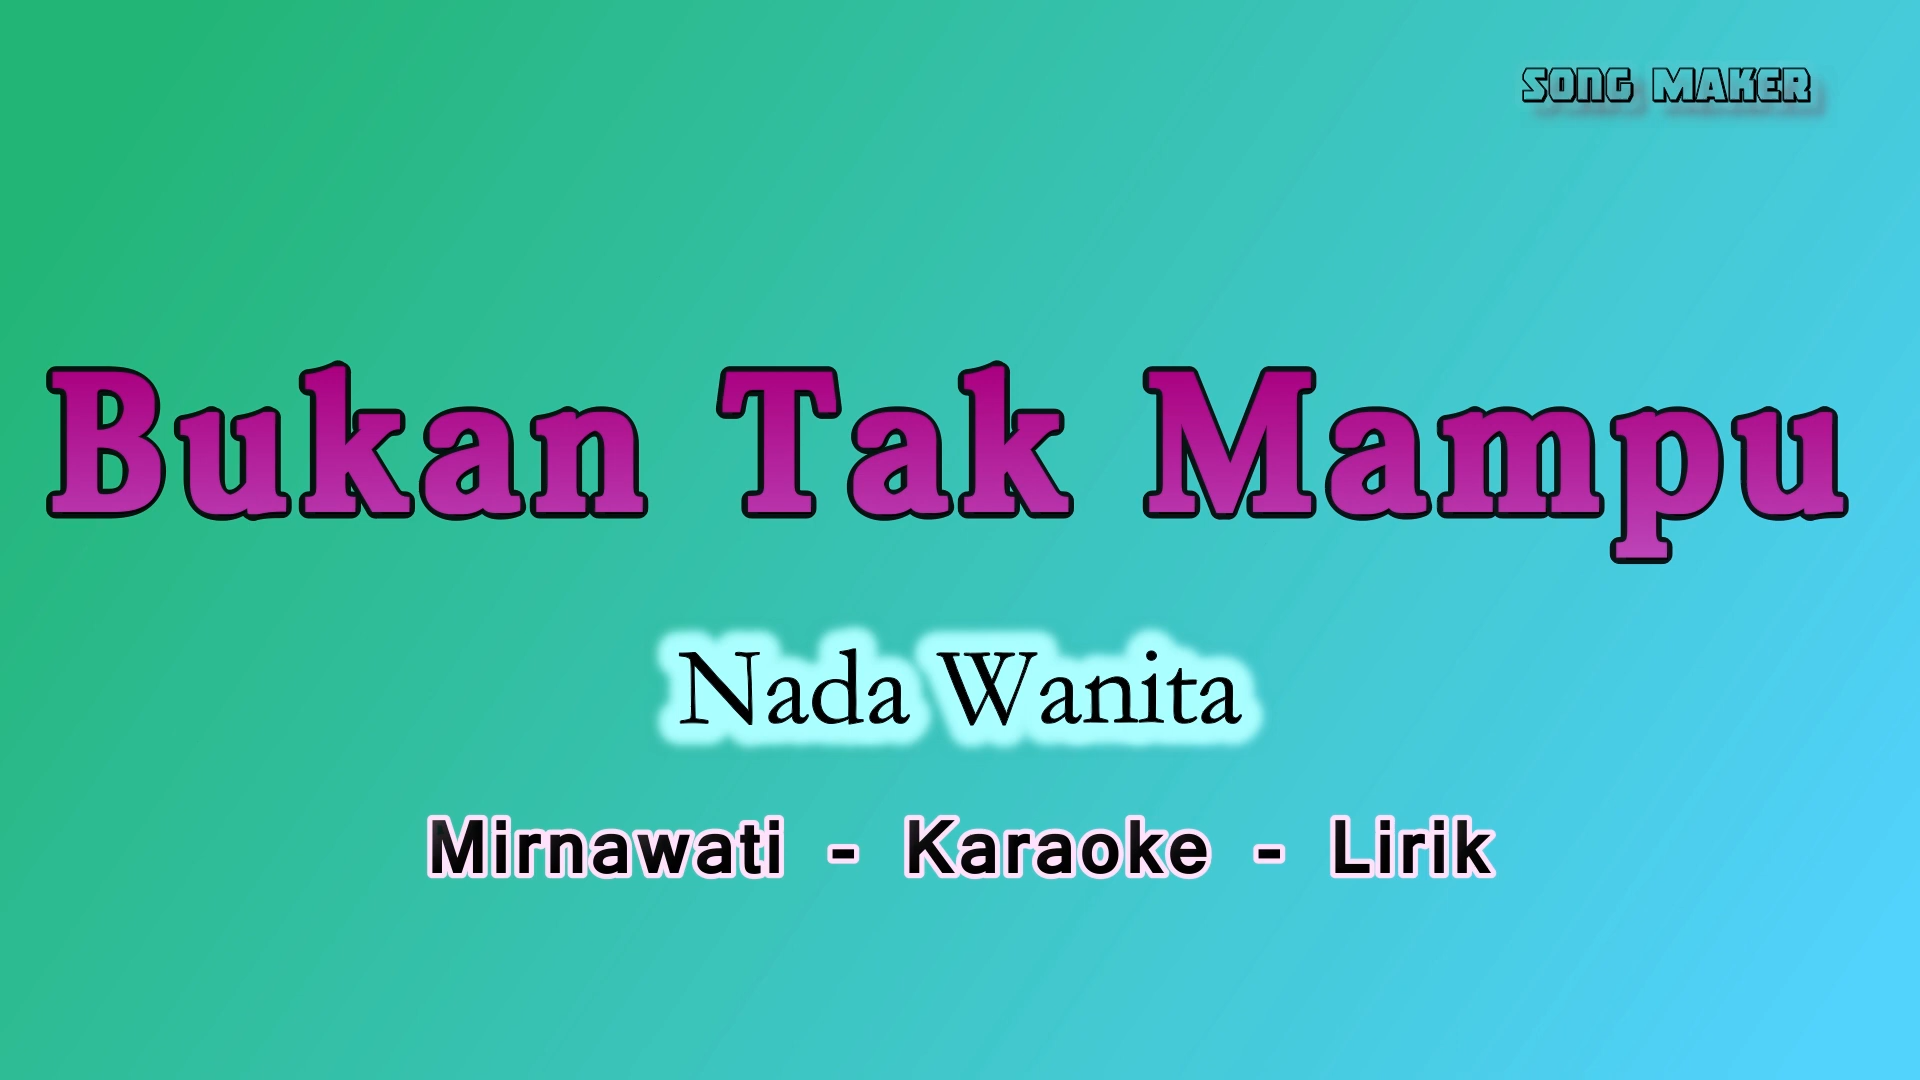 SONG MAKER
Bukan Tak Mampu
Nada Wanita
Mirnawati - Karaoke - Lirik